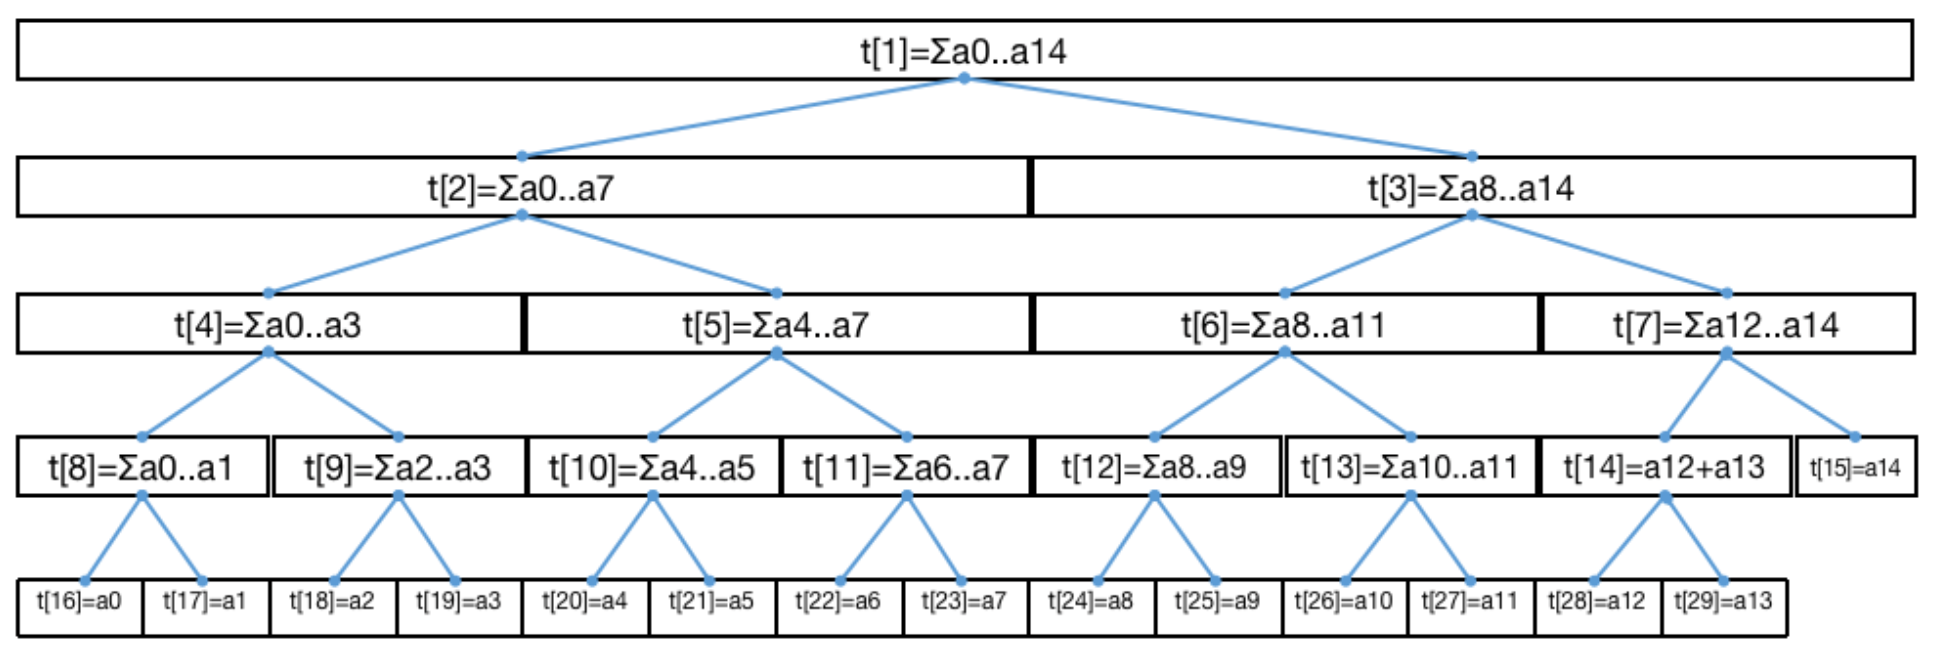 t[1]=Σa0..a14
t[2]=Σa0..a7 t[3]=Σa8..a14
t[4]=Σa0..a3 t[5]=Σa4..a7 t[6]=Σa8..a11 t[7]=Σa12..a14
t[8]=Σa0..a1 t[9]=Σa2..a3 t[10]=Σa4..a5 t[11]=Σa6..a7 t[12]=Σa8..a9 t[13]=Σa10..a11 t[14]=a12+a13 t[15]=a14
t[16]=a0 t[17]=a1 t[18]=a2 t[19]=a3 t[20]=a4 t[21]=a5 t[22]=a6 t[23]=a7 t[24]=a8 t[25]=a9 t[26]=a10 t[27]=a11 t[28]=a12 t[29]=a13